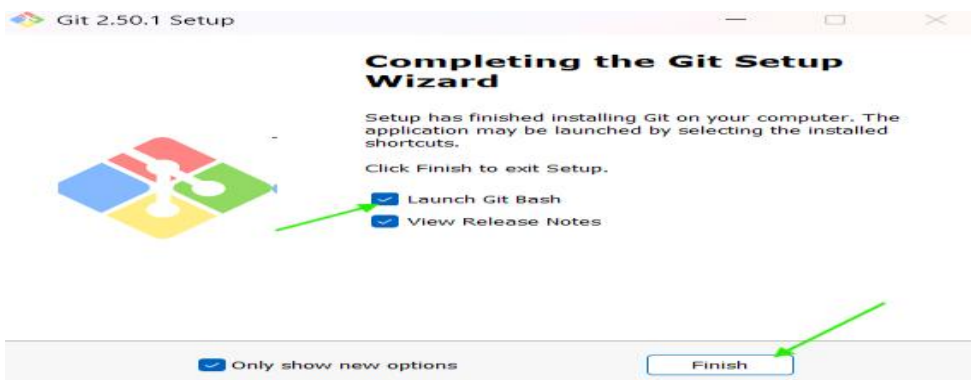 Git 2.50.1 Setup
Completing the Git Setup
Wizard
Setup has finished installing Git on your computer. The
application may be launched by selecting the installed
shortcuts.
Click Finish to exit Setup.
Launch Git Bash
View Release Notes
Only show new options
Finish